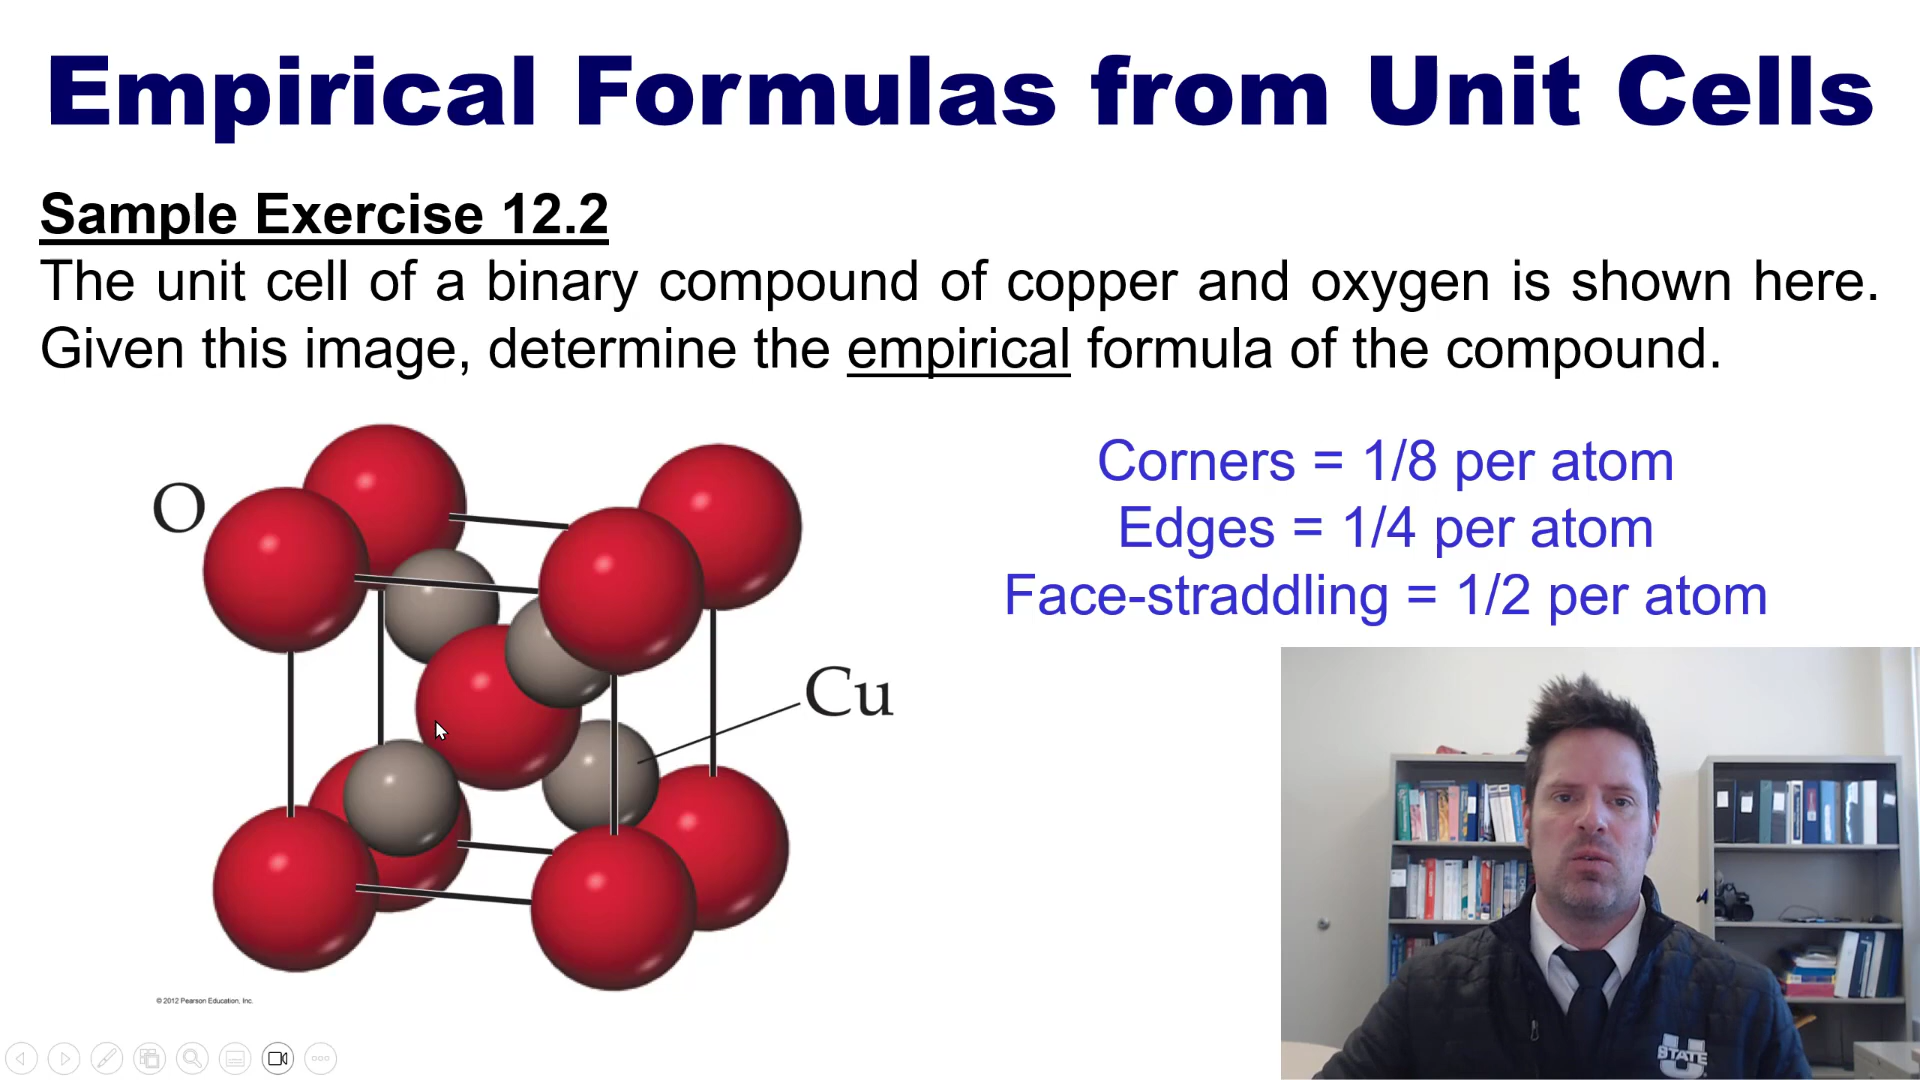 Empirical Formulas from Unit Cells
Sample Exercise 12.2
The unit cell of a binary compound of copper and oxygen is shown here.
Given this image, determine the empirical formula of the compound.
O
Cu
Corners = 1/8 per atom
Edges = 1/4 per atom
Face-straddling = 1/2 per atom
© 2012 Pearson Education, Inc.
U
STATE